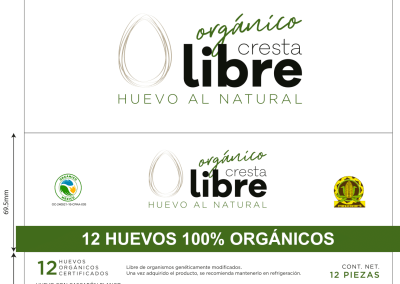 orgánico
cresta
libre
HUEVO AL NATURAL
69.5mm
orgánico
cresta
libre
HUEVO AL NATURAL
ORGÁNICO
MÉXICO
12 HUEVOS 100% ORGÁNICOS
12 HUEVOS ORGÁNICOS CERTIFICADOS
Libre de organismos genéticamente modificados.
Una vez adquirido el producto, se recomienda mantenerlo en refrigeración.
CONT. NET.
12 PIEZAS